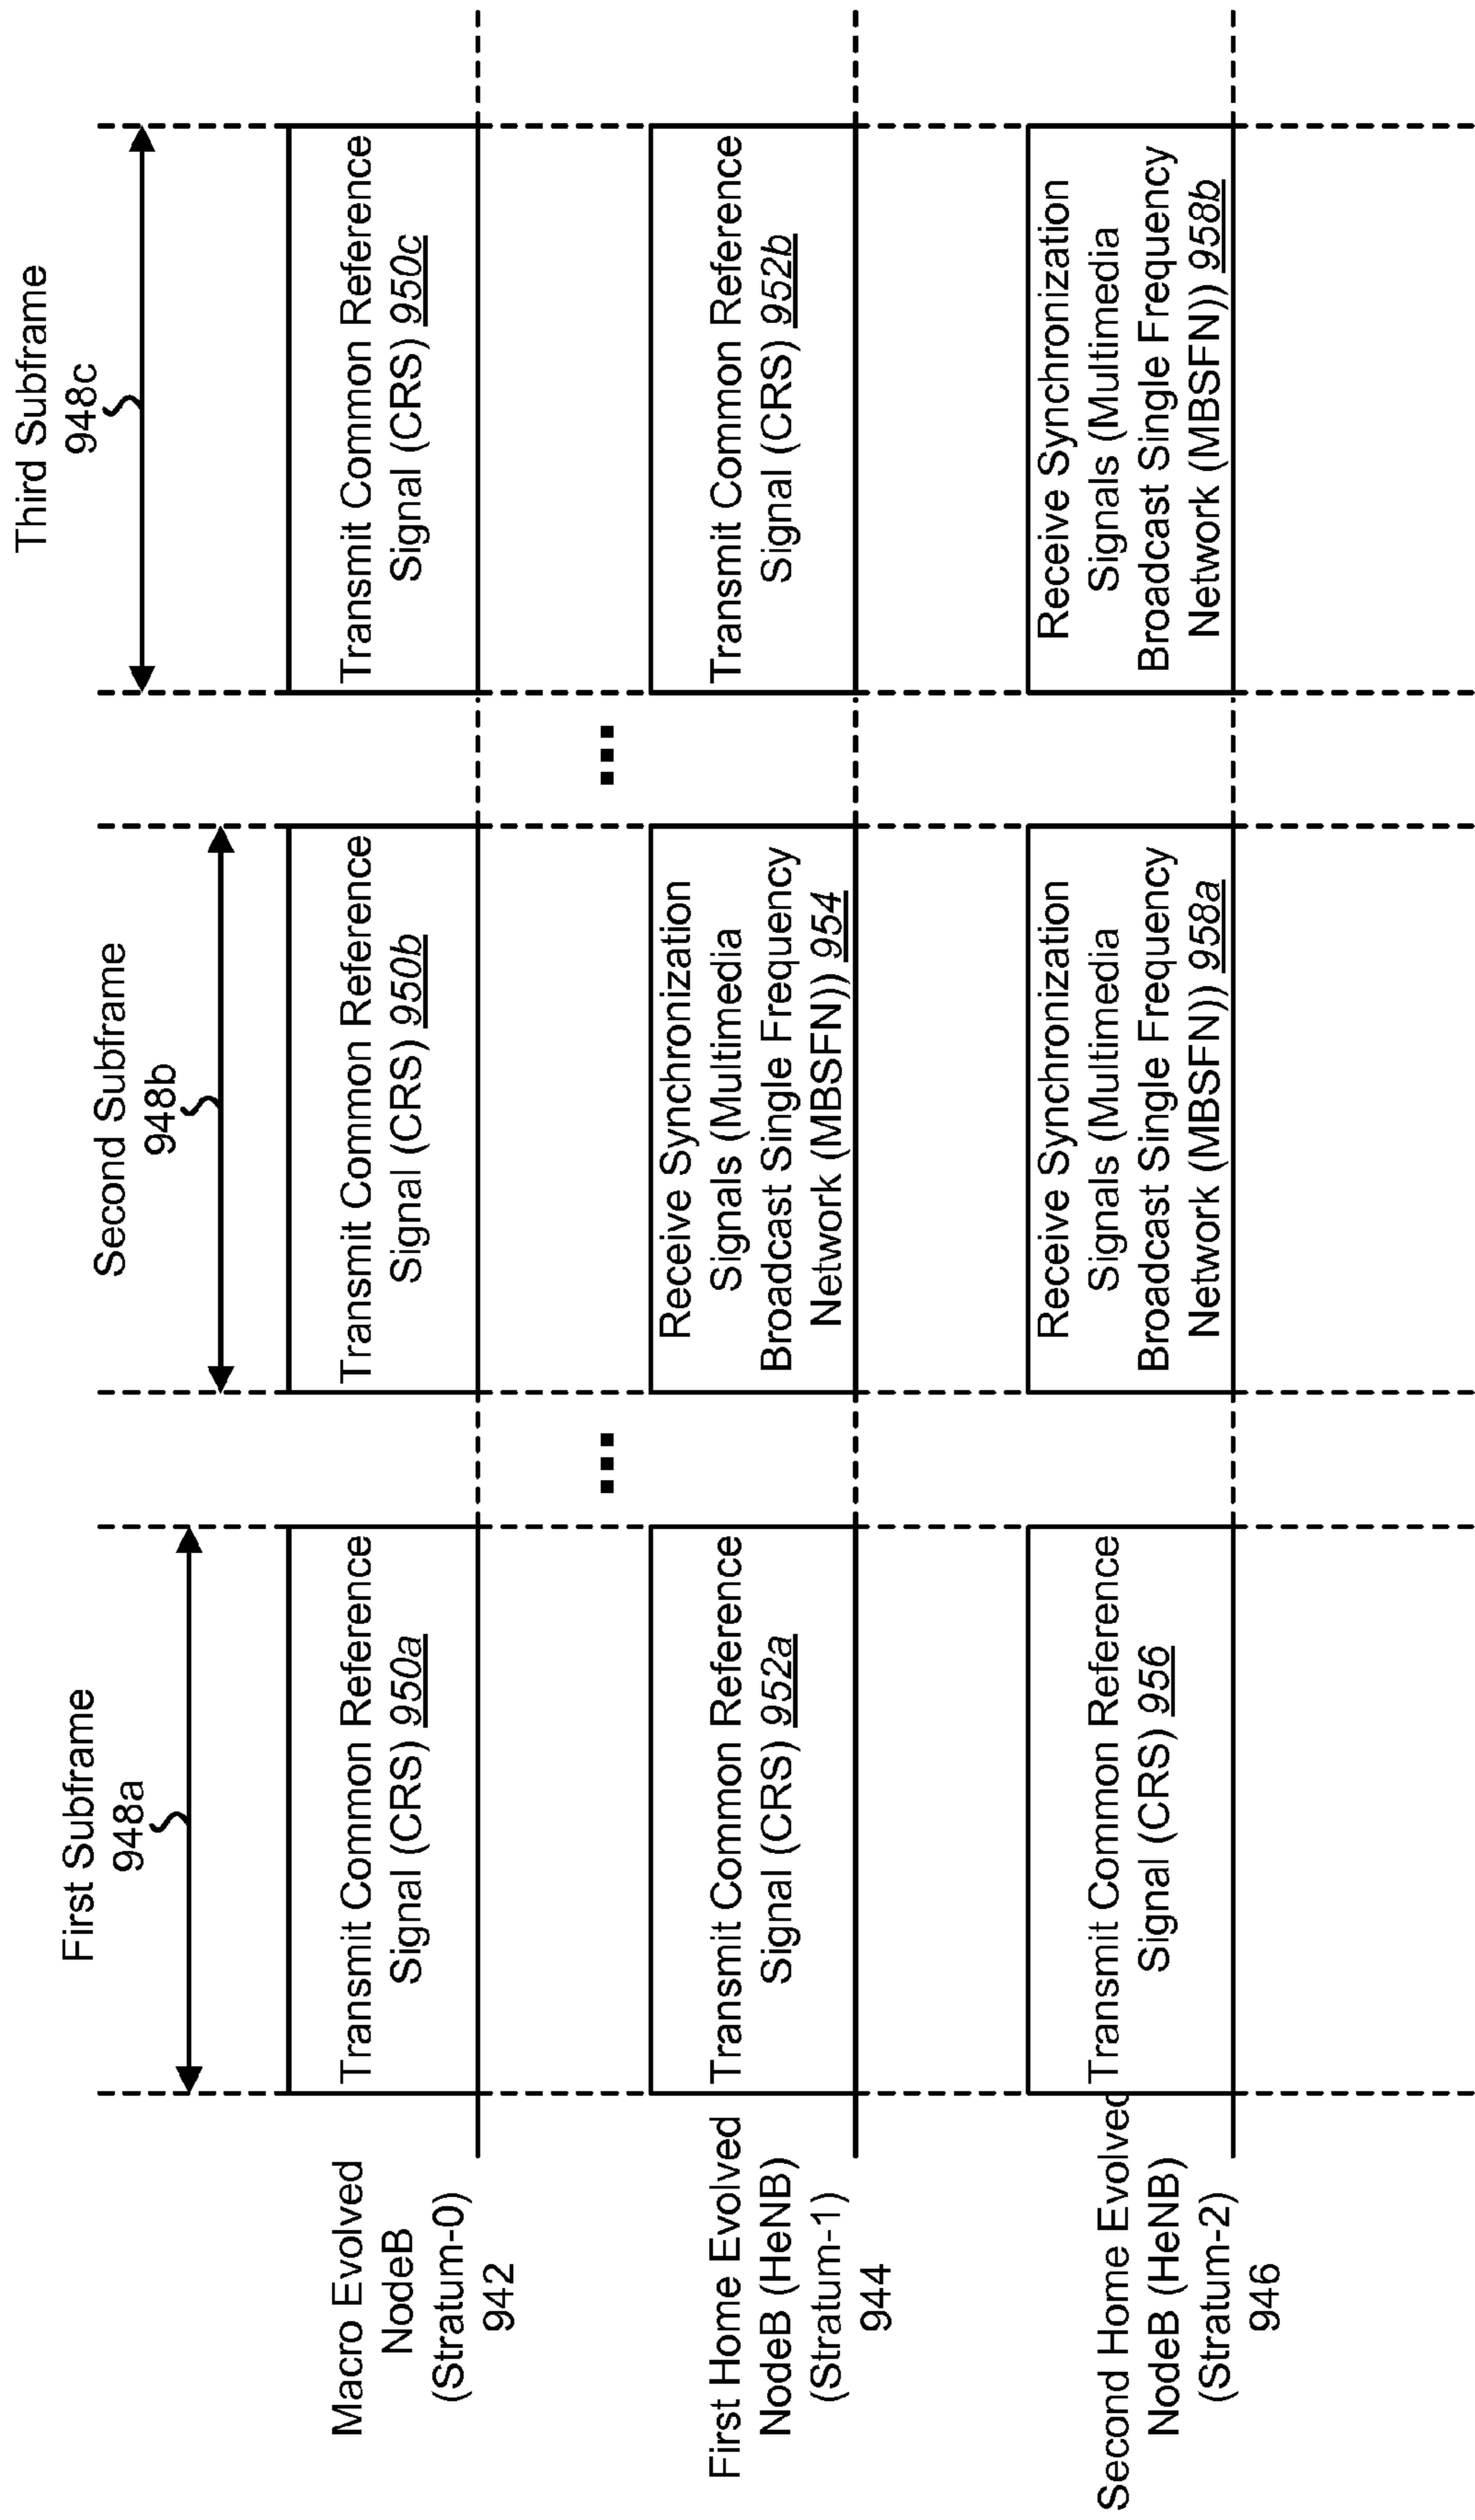 First Subframe
948a
Second Subframe
948b
Third Subframe
948c
Macro Evolved
NodeB
(Stratum-0)
942
Transmit Common Reference
Signal (CRS) 950a
Transmit Common Reference
Signal (CRS) 950b
Transmit Common Reference
Signal (CRS) 950c
...
...
First Home Evolved
NodeB (HeNB)
(Stratum-1)
944
Transmit Common Reference
Signal (CRS) 952a
Receive Synchronization
Signals (Multimedia
Broadcast Single Frequency
Network (MBSFN)) 954
Transmit Common Reference
Signal (CRS) 952b
Second Home Evolved
NodeB (HeNB)
(Stratum-2)
946
Transmit Common Reference
Signal (CRS) 956
Receive Synchronization
Signals (Multimedia
Broadcast Single Frequency
Network (MBSFN)) 958a
Receive Synchronization
Signals (Multimedia
Broadcast Single Frequency
Network (MBSFN)) 958b